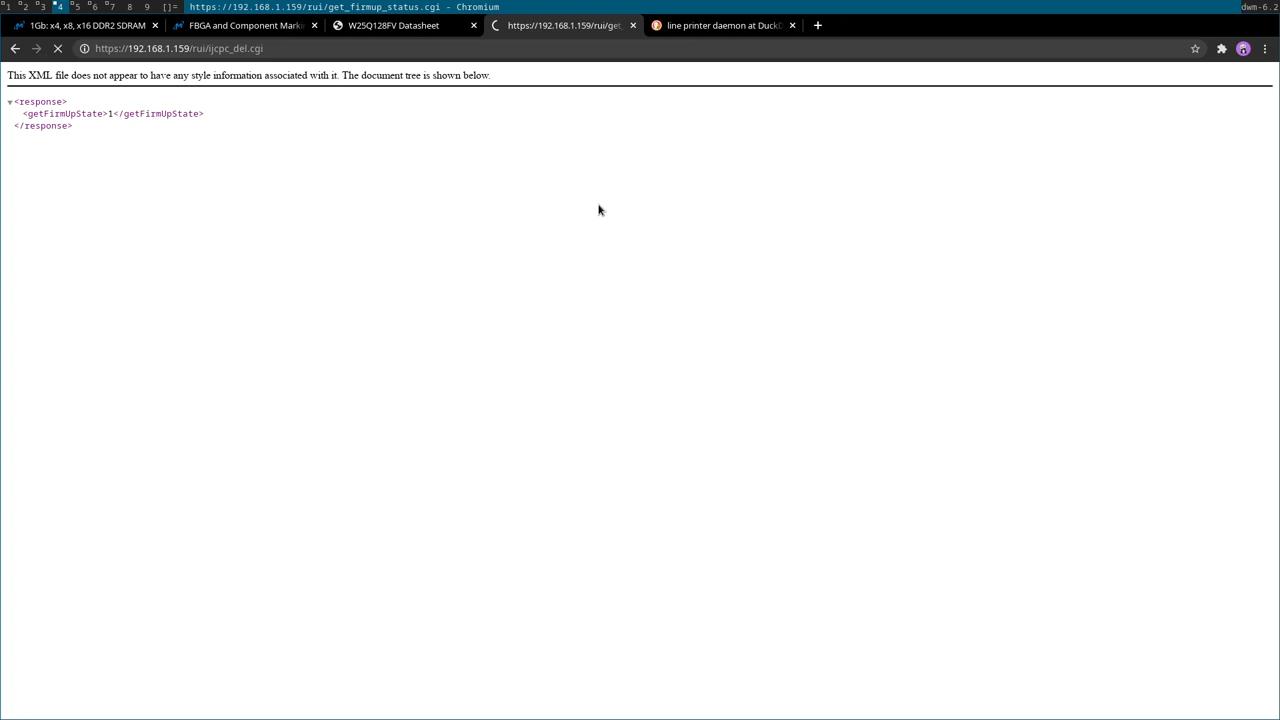 1 2 3 4 5 6 7 8 9 []= https://192.168.1.159/rui/get_firmup_status.cgi - Chromium dwm-6.2
1Gb: x4, x8, x16 DDR2 SDRAM FBGA and Component Marki W25Q128FV Datasheet https://192.168.1.159/rui/get_ line printer daemon at DuckD
https://192.168.1.159/rui/ijcpc_del.cgi
This XML file does not appear to have any style information associated with it. The document tree is shown below.
<response>
<getFirmUpState>1</getFirmUpState>
</response>